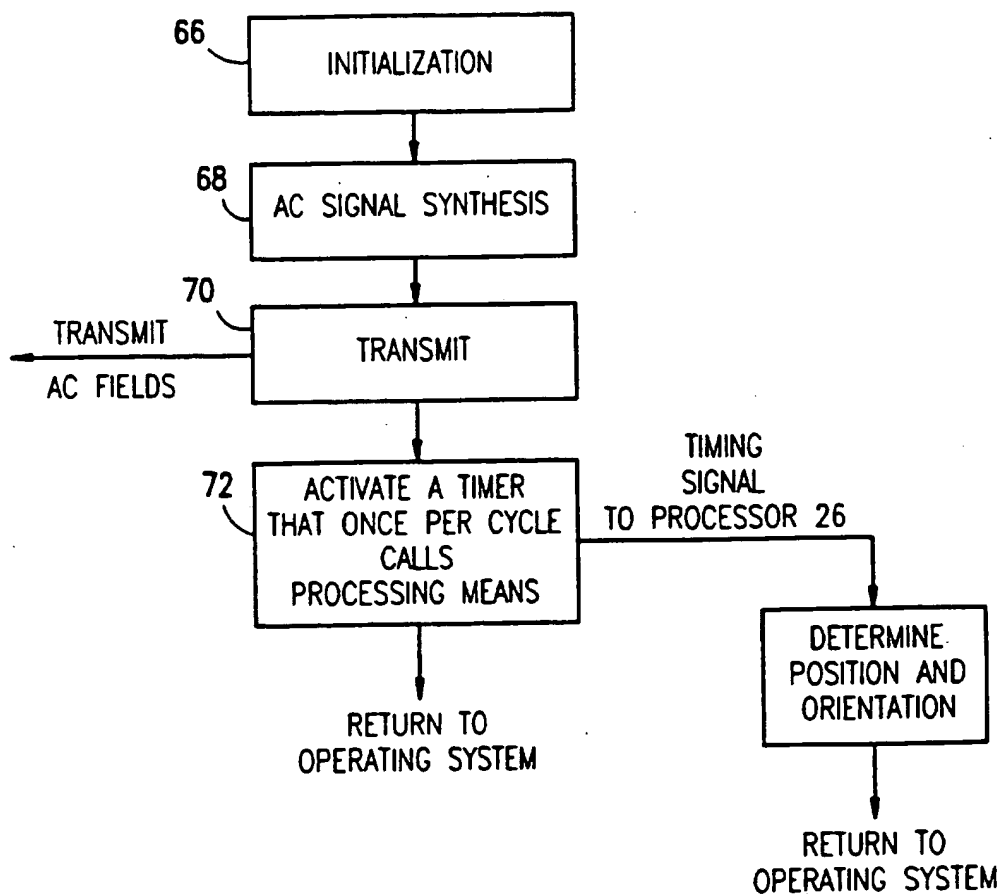 66
INITIALIZATION
68
AC SIGNAL SYNTHESIS
70
TRANSMIT
AC FIELDS
TRANSMIT
72
ACTIVATE A TIMER
THAT ONCE PER CYCLE
CALLS
PROCESSING MEANS
TIMING
SIGNAL
TO PROCESSOR 26
DETERMINE
POSITION AND
ORIENTATION
RETURN TO
OPERATING SYSTEM
RETURN TO
OPERATING SYSTEM